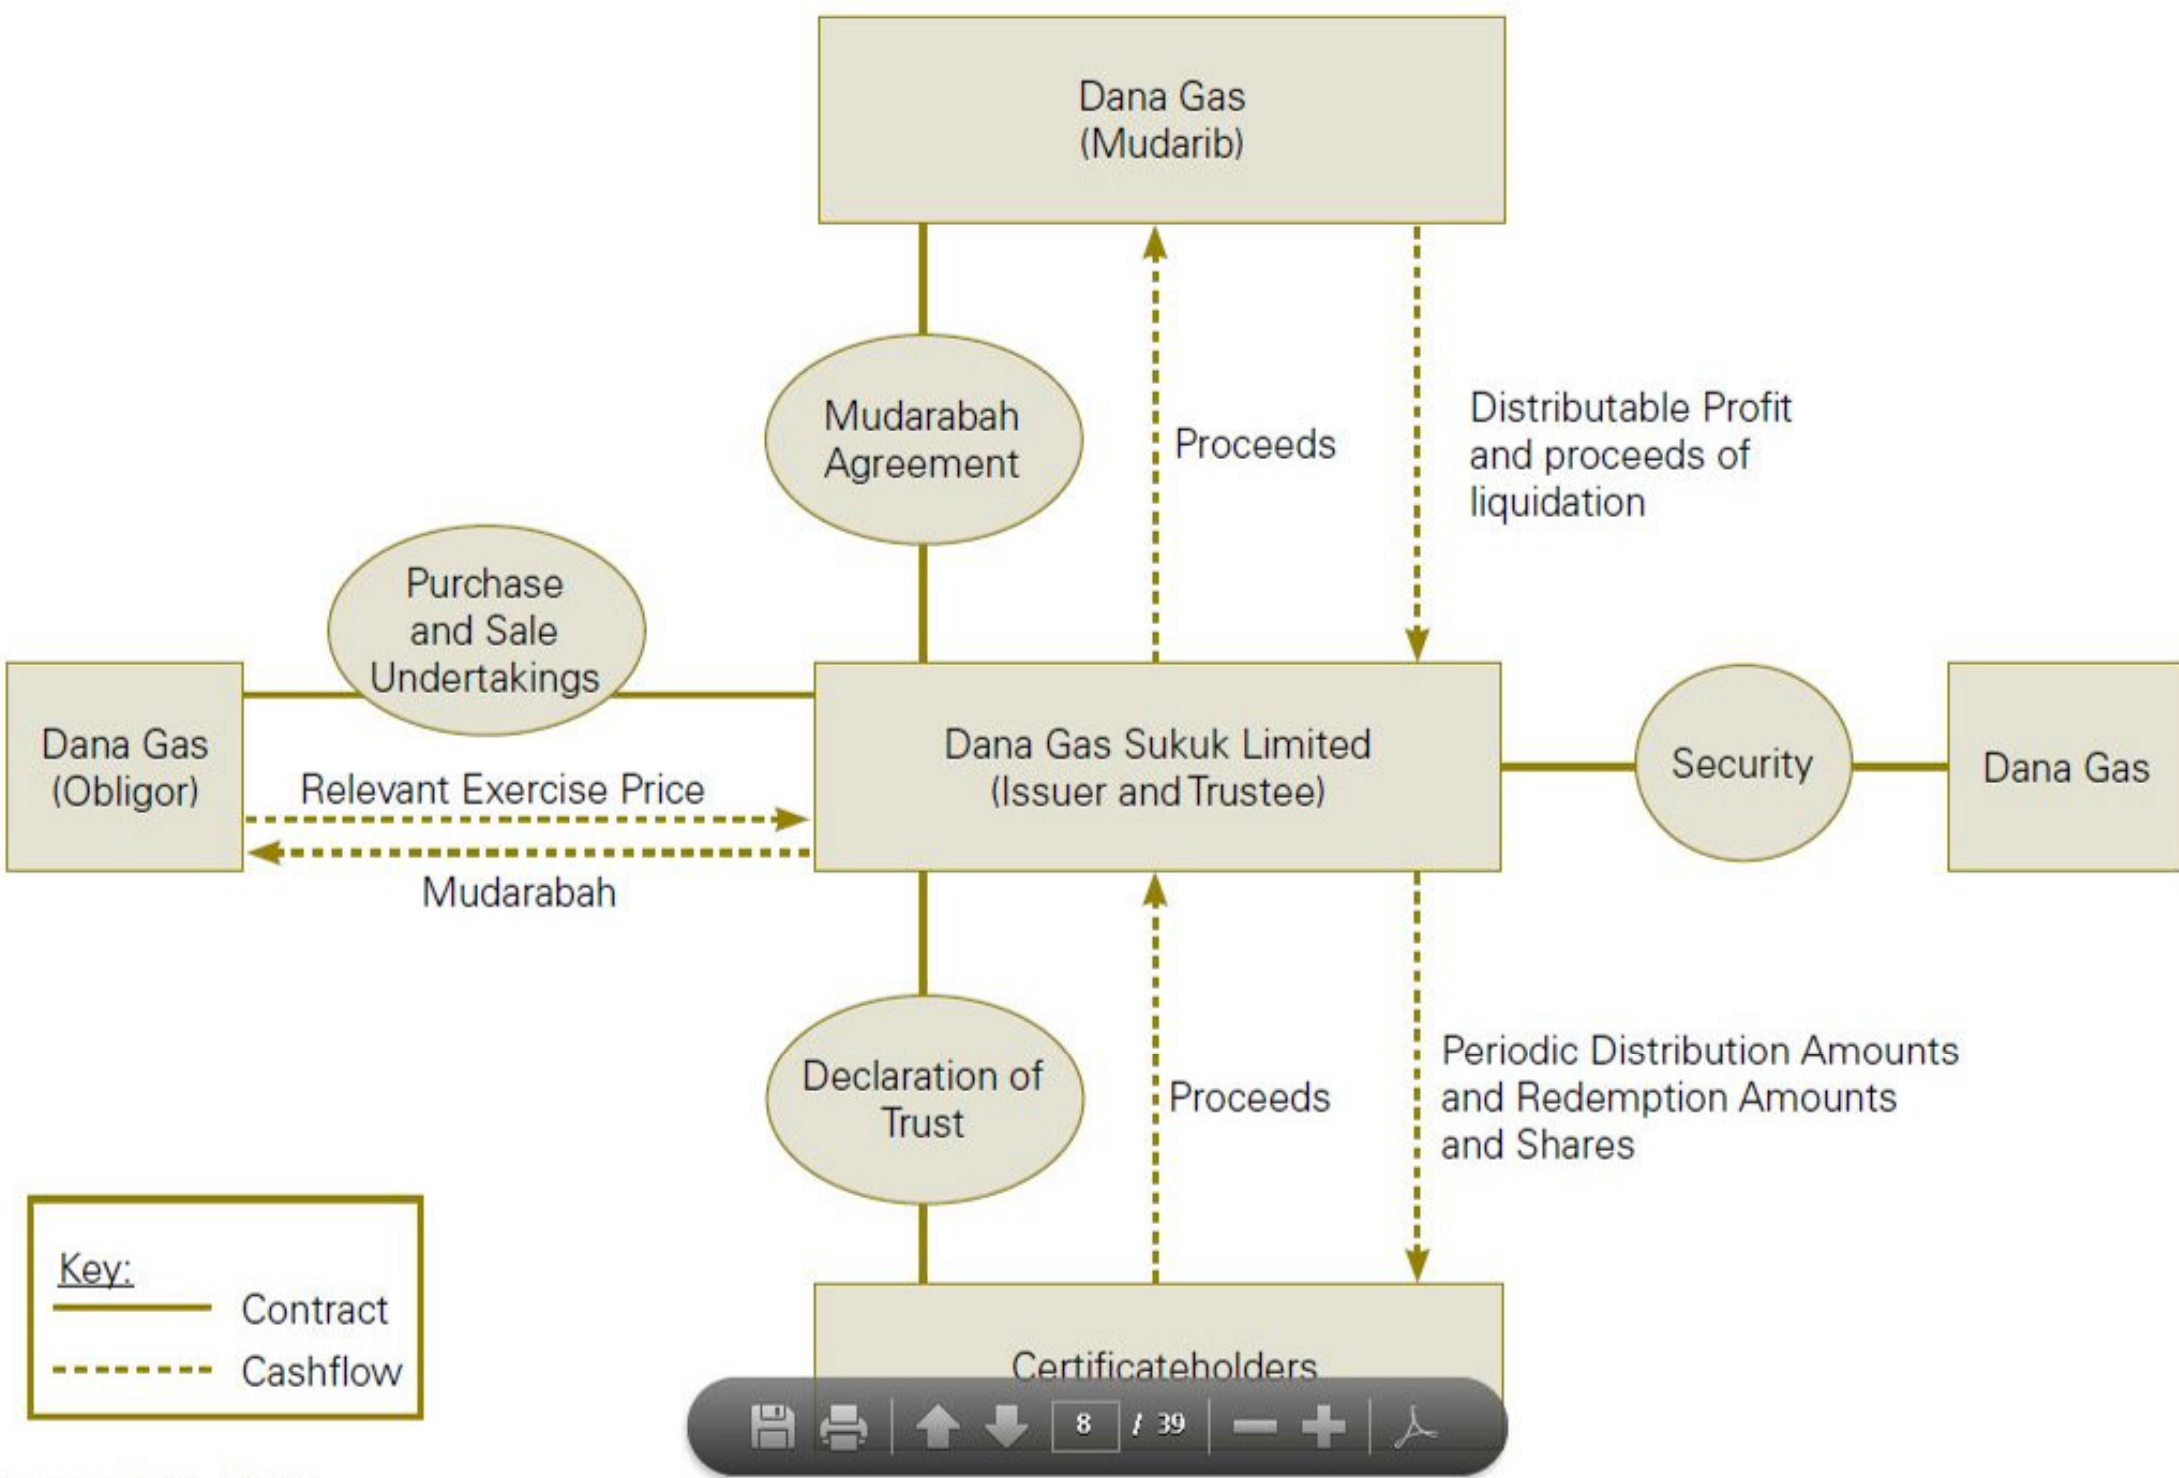 Dana Gas
(Mudarib)
Mudarabah
Agreement
Proceeds
Distributable Profit
and proceeds of
liquidation
Purchase
and Sale
Undertakings
Dana Gas
(Obligor)
Relevant Exercise Price
Mudarabah
Dana Gas Sukuk Limited
(Issuer and Trustee)
Security
Dana Gas
Declaration of
Trust
Proceeds
Periodic Distribution Amounts
and Redemption Amounts
and Shares
Key:
Contract
Cashflow
Certificateholders
8 / 39